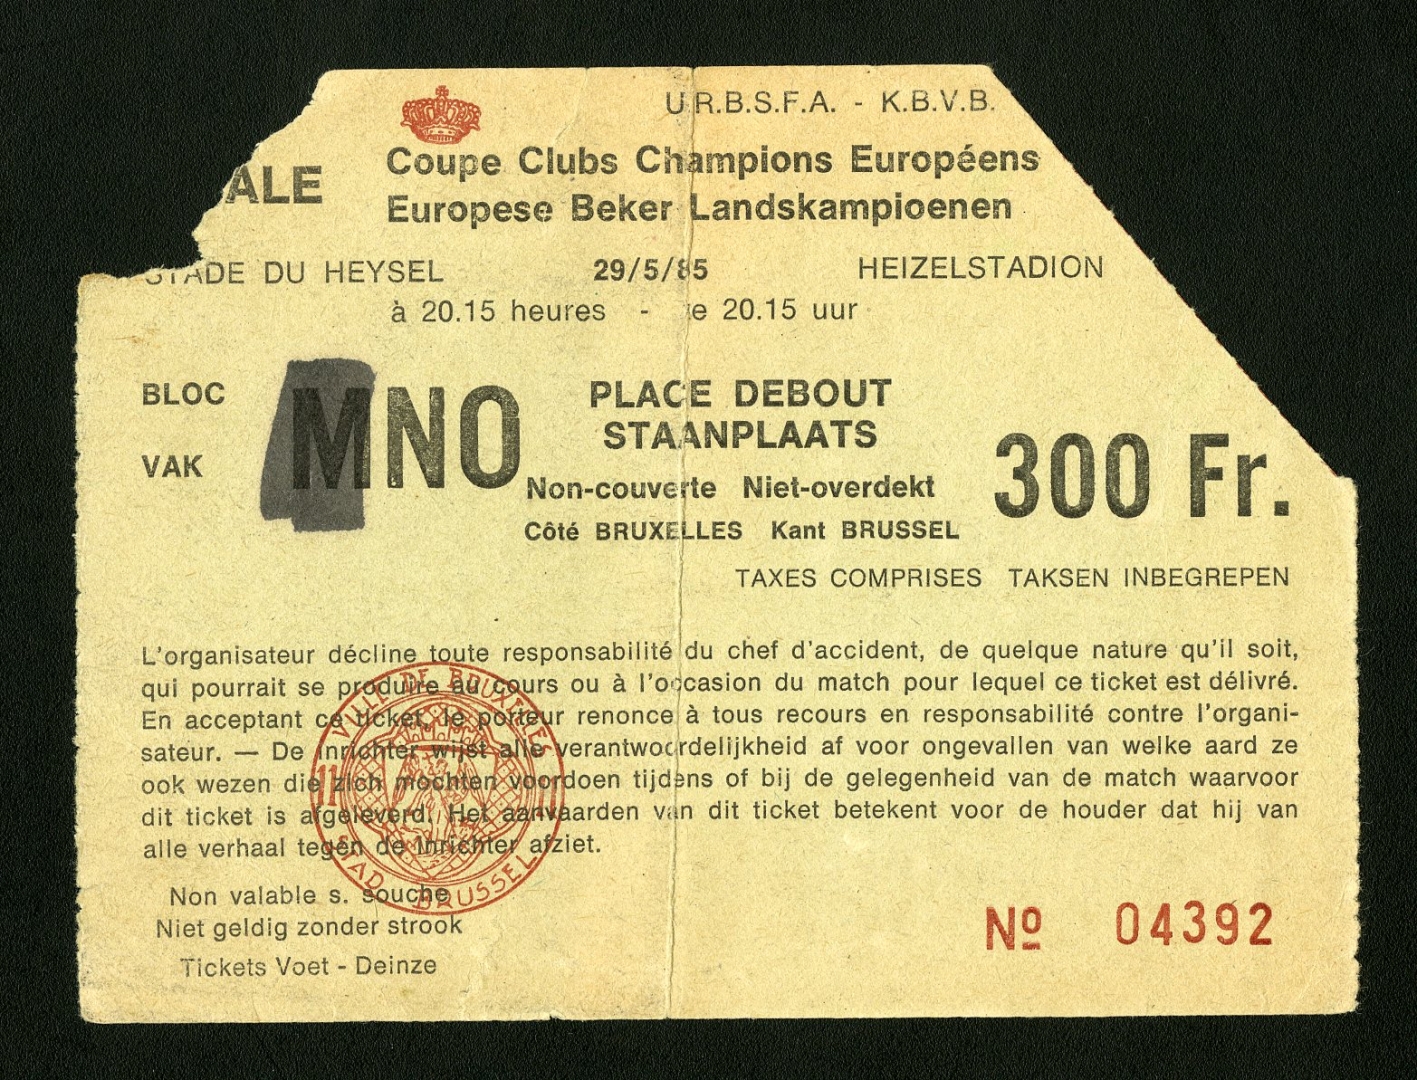 U.R.B.S.F.A. - K.B.V.B.
ALE
Coupe Clubs Champions Européens
Europese Beker Landskampioenen
STADE DU HEYSEL 29/5/85 HEIZELSTADION
à 20.15 heures - te 20.15 uur
BLOC
VAK
MNO
PLACE DEBOUT
STAANPLAATS
Non-couverte Niet-overdekt
Côté BRUXELLES Kant BRUSSEL
300 Fr.
TAXES COMPRISES TAKSEN INBEGREPEN
L'organisateur décline toute responsabilité du chef d'accident, de quelque nature qu'il soit,
qui pourrait se produire au cours ou à l'occasion du match pour lequel ce ticket est délivré.
En acceptant ce ticket, le porteur renonce à tous recours en responsabilité contre l'organi-
sateur. — De inrichter wijst alle verantwoordelijkheid af voor ongevallen van welke aard ze
ook wezen die zich mochten voordoen tijdens of bij de gelegenheid van de match waarvoor
dit ticket is afgeleverd. Het aanvaarden van dit ticket betekent voor de houder dat hij van
alle verhaal tegen de inrichter afziet.
VILLE DE BRUXELLES
11
STAD BRUSSEL
Non valable s. souche
Niet geldig zonder strook
Tickets Voet - Deinze
Nº 04392